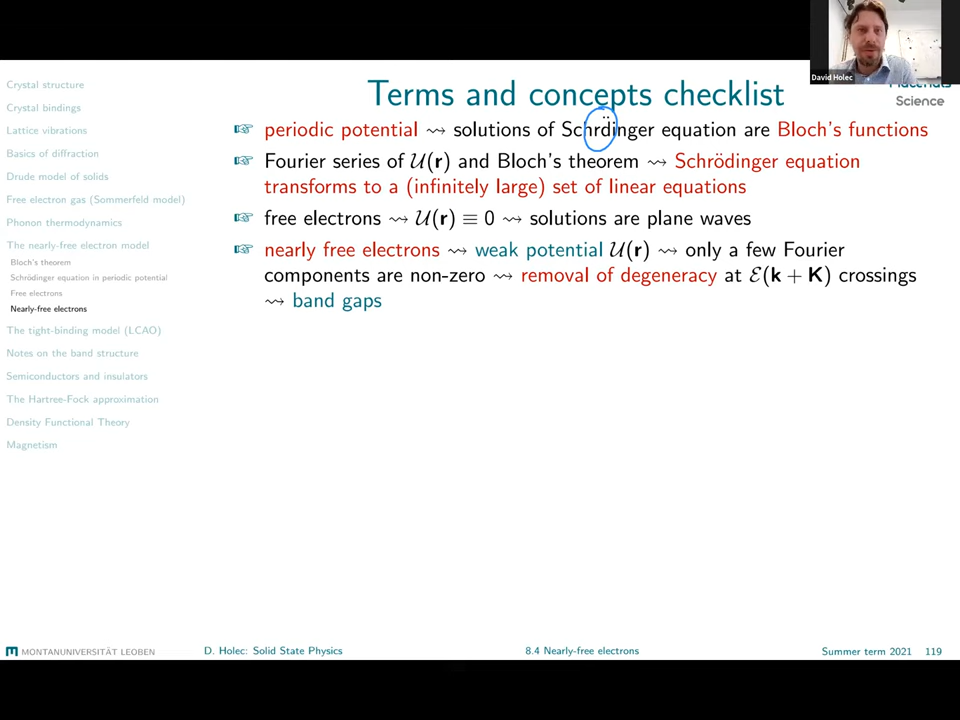 David Holec
Materials
Science
Crystal structure
Crystal bindings
Lattice vibrations
Basics of diffraction
Drude model of solids
Free electron gas (Sommerfeld model)
Phonon thermodynamics
The nearly-free electron model
Bloch's theorem
Schrödinger equation in periodic potential
Free electrons
Nearly-free electrons
The tight-binding model (LCAO)
Notes on the band structure
Semiconductors and insulators
The Hartree-Fock approximation
Density Functional Theory
Magnetism
Terms and concepts checklist
☞ periodic potential ⇝ solutions of Schrd̈inger equation are Bloch's functions
☞ Fourier series of 𝒰(r) and Bloch's theorem ⇝ Schrödinger equation
transforms to a (infinitely large) set of linear equations
☞ free electrons ⇝ 𝒰(r) ≡ 0 ⇝ solutions are plane waves
☞ nearly free electrons ⇝ weak potential 𝒰(r) ⇝ only a few Fourier
components are non-zero ⇝ removal of degeneracy at ℰ(k + K) crossings
⇝ band gaps
MONTANUNIVERSITÄT LEOBEN D. Holec: Solid State Physics 8.4 Nearly-free electrons Summer term 2021 119